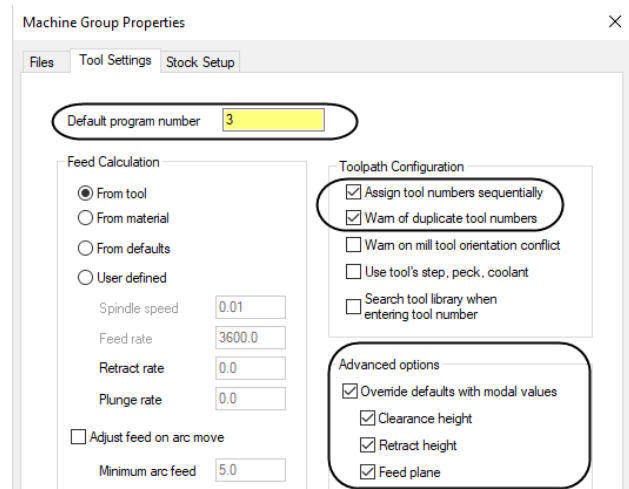 Machine Group Properties
Files Tool Settings Stock Setup
Default program number 3
Feed Calculation
From tool
From material
From defaults
User defined
Spindle speed 0.01
Feed rate 3600.0
Retract rate 0.0
Plunge rate 0.0
Adjust feed on arc move
Minimum arc feed 5.0
Toolpath Configuration
Assign tool numbers sequentially
Warn of duplicate tool numbers
Warn on mill tool orientation conflict
Use tool's step, peck, coolant
Search tool library when
entering tool number
Advanced options
Override defaults with modal values
Clearance height
Retract height
Feed plane